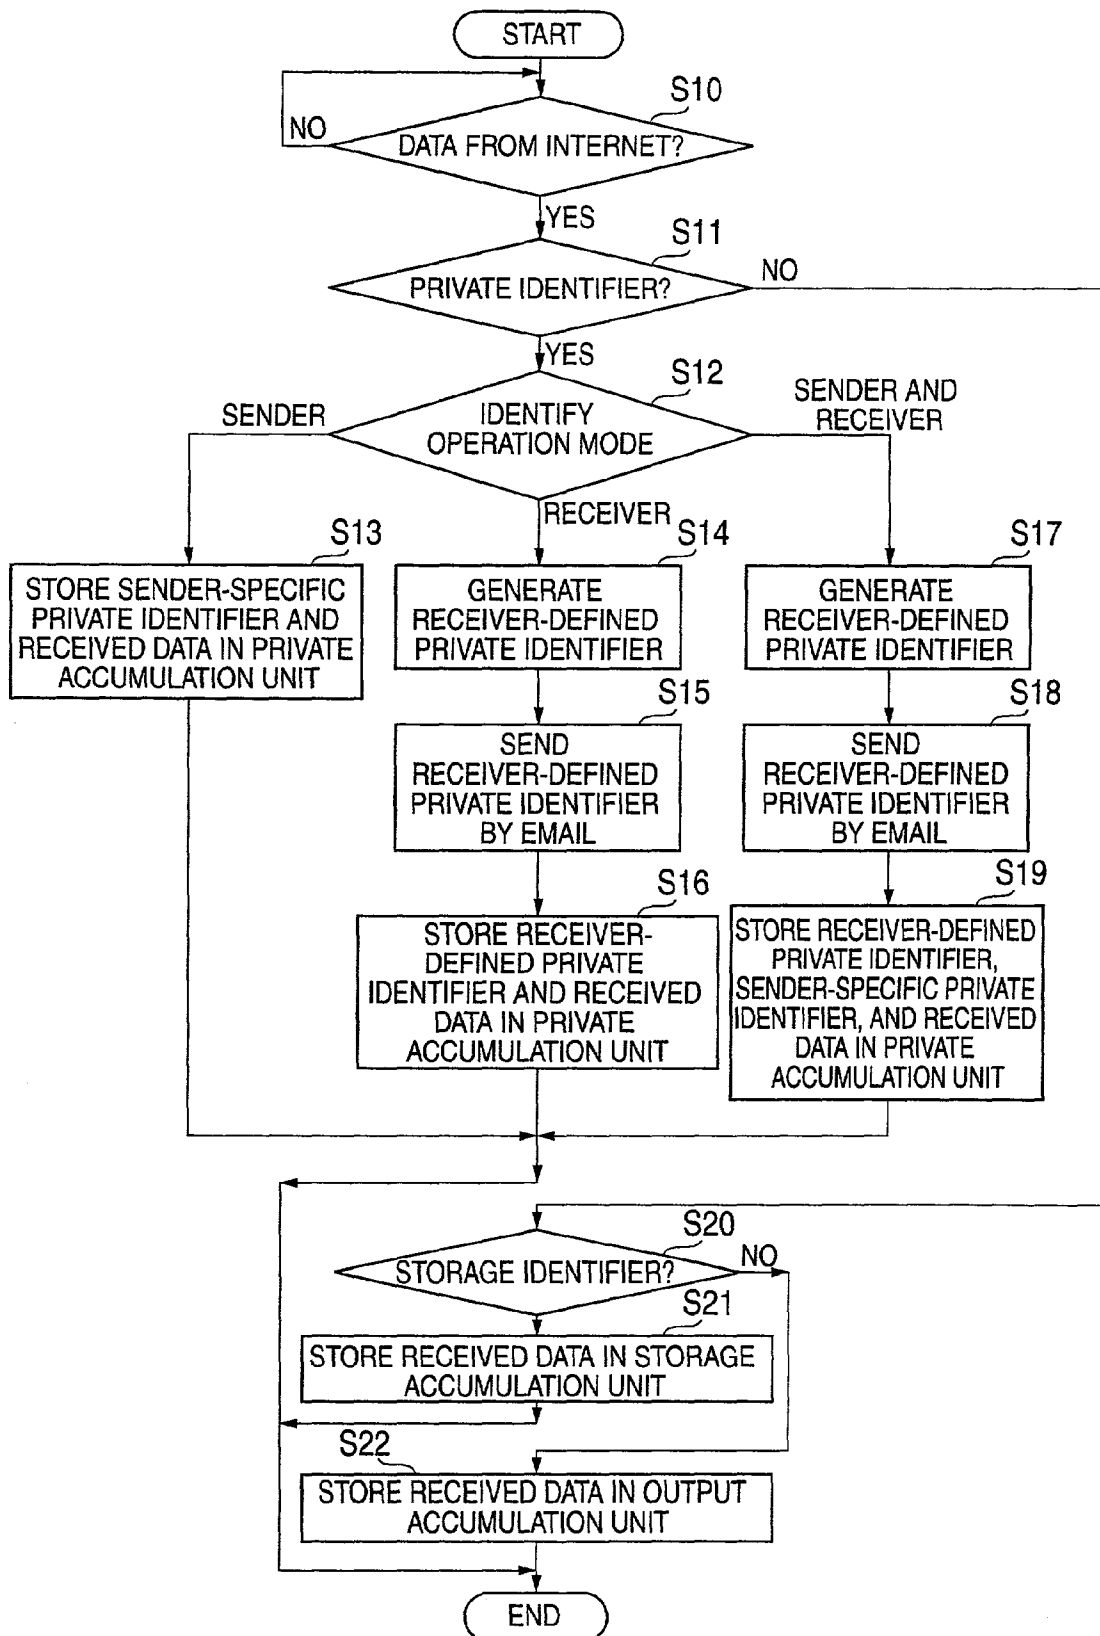 START
S10
NO
DATA FROM INTERNET?
YES
S11
NO
PRIVATE IDENTIFIER?
YES
S12
SENDER
IDENTIFY
OPERATION MODE
SENDER AND
RECEIVER
RECEIVER
S13
STORE SENDER-SPECIFIC
PRIVATE IDENTIFIER AND
RECEIVED DATA IN PRIVATE
ACCUMULATION UNIT
S14
GENERATE
RECEIVER-DEFINED
PRIVATE IDENTIFIER
S17
GENERATE
RECEIVER-DEFINED
PRIVATE IDENTIFIER
S15
SEND
RECEIVER-DEFINED
PRIVATE IDENTIFIER
BY EMAIL
S18
SEND
RECEIVER-DEFINED
PRIVATE IDENTIFIER
BY EMAIL
S16
STORE RECEIVER-
DEFINED PRIVATE
IDENTIFIER AND RECEIVED
DATA IN PRIVATE
ACCUMULATION UNIT
S19
STORE RECEIVER-DEFINED
PRIVATE IDENTIFIER,
SENDER-SPECIFIC PRIVATE
IDENTIFIER, AND RECEIVED
DATA IN PRIVATE
ACCUMULATION UNIT
S20
STORAGE IDENTIFIER?
NO
S21
STORE RECEIVED DATA IN STORAGE
ACCUMULATION UNIT
S22
STORE RECEIVED DATA IN OUTPUT
ACCUMULATION UNIT
END